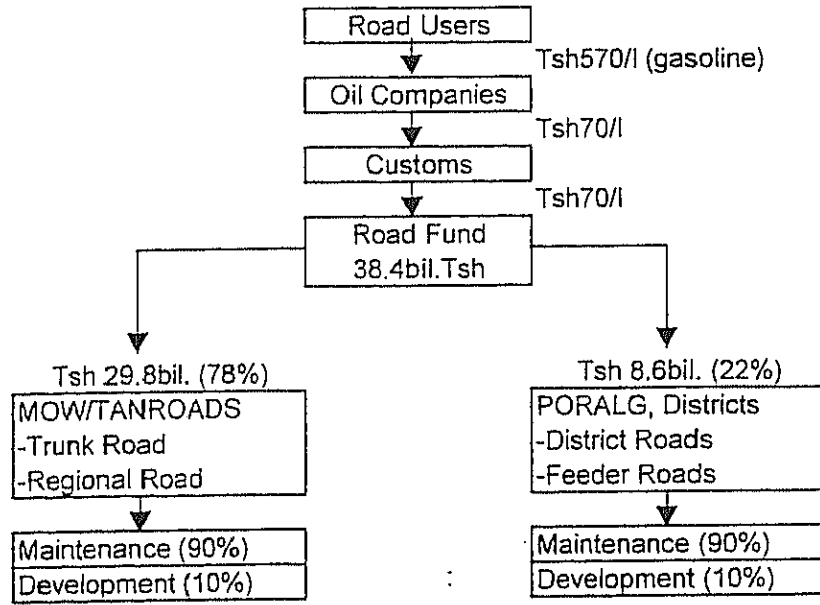 Road Users
Tsh570/l (gasoline)
Oil Companies
Tsh70/l
Customs
Tsh70/l
Road Fund
38.4bil.Tsh
Tsh 29.8bil. (78%)
MOW/TANROADS
-Trunk Road
-Regional Road
Maintenance (90%)
Development (10%)
Tsh 8.6bil. (22%)
PORALG, Districts
-District Roads
-Feeder Roads
Maintenance (90%)
Development (10%)